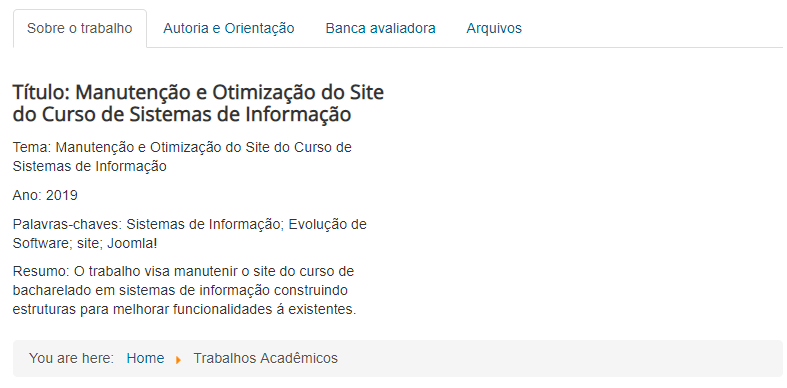 Sobre o trabalho Autoria e Orientação Banca avaliadora Arquivos
Título: Manutenção e Otimização do Site
do Curso de Sistemas de Informação
Tema: Manutenção e Otimização do Site do Curso de
Sistemas de Informação
Ano: 2019
Palavras-chaves: Sistemas de Informação; Evolução de
Software; site; Joomla!
Resumo: O trabalho visa manutenir o site do curso de
bacharelado em sistemas de informação construindo
estruturas para melhorar funcionalidades á existentes.
You are here: Home Trabalhos Acadêmicos